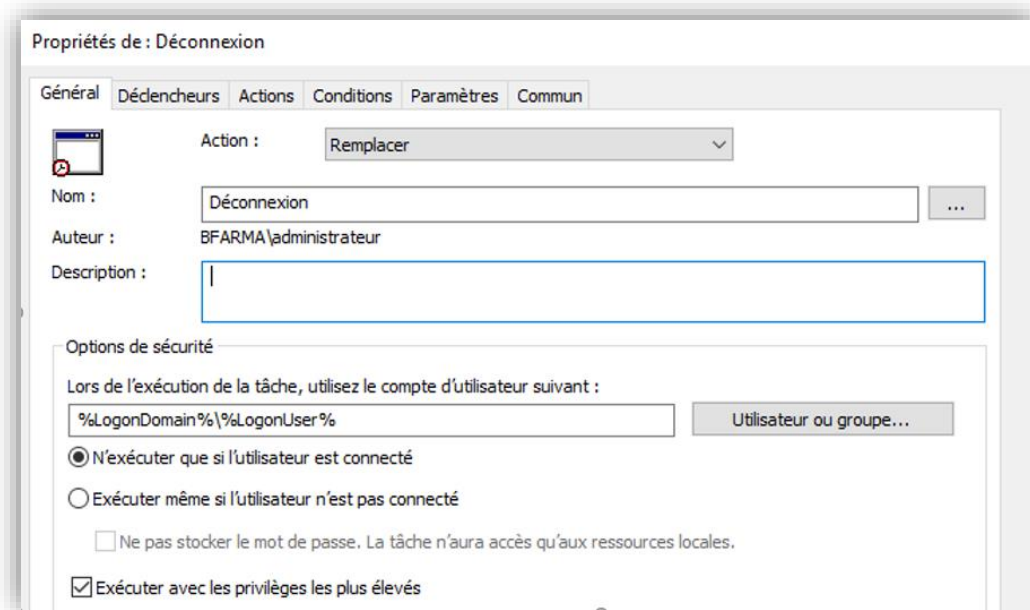 Propriétés de : Déconnexion
Général Déclencheurs Actions Conditions Paramètres Commun
Action : Remplacer
Nom : Déconnexion ...
Auteur : BFARMA\administrateur
Description :
Options de sécurité
Lors de l'exécution de la tâche, utilisez le compte d'utilisateur suivant :
%LogonDomain%\%LogonUser% Utilisateur ou groupe...
N'exécuter que si l'utilisateur est connecté
Exécuter même si l'utilisateur n'est pas connecté
Ne pas stocker le mot de passe. La tâche n'aura accès qu'aux ressources locales.
Exécuter avec les privilèges les plus élevés